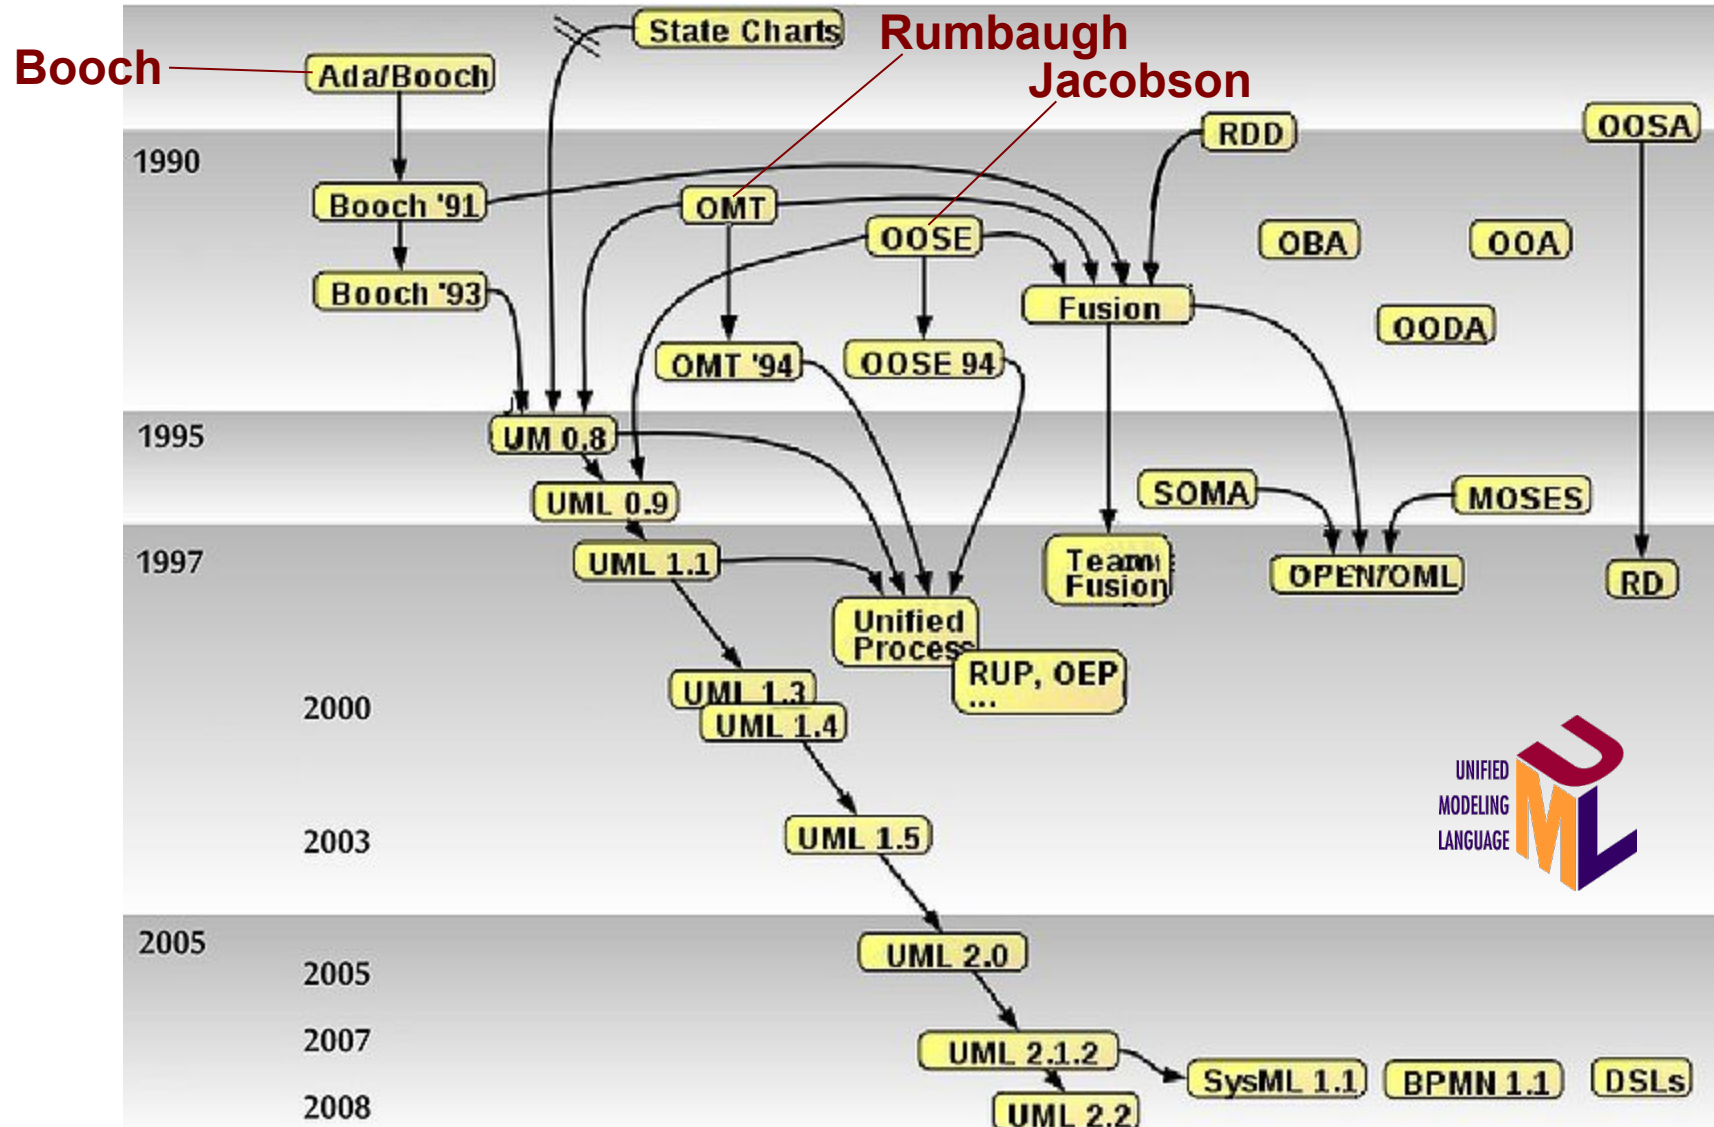 State Charts
Rumbaugh
Booch
Ada/Booch
Jacobson
RDD
OOSA
1990
Booch '91
OMT
OOSE
OBA
OOA
Booch '93
Fusion
OODA
OMT '94
OOSE 94
1995
UM 0.8
SOMA
MOSES
UML 0.9
1997
UML 1.1
Team
Fusion
OPEN/OML
RD
Unified
Process
RUP, OEP
...
UML 1.3
2000
UML 1.4
UNIFIED
MODELING
LANGUAGE
UML
2003
UML 1.5
2005
UML 2.0
2005
2007
UML 2.1.2
SysML 1.1
BPMN 1.1
DSLs
2008
UML 2.2